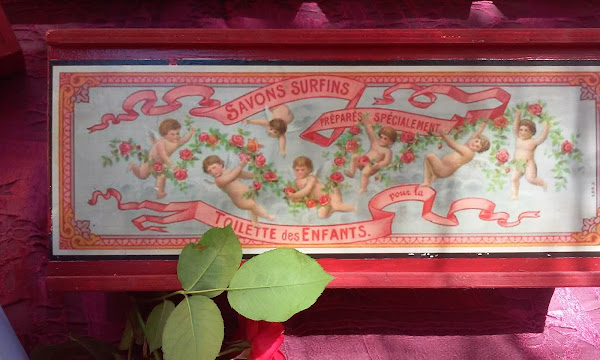 SAVONS SURFINS
PRÉPARÉS SPÉCIALEMENT
pour la
TOILETTE des ENFANTS.